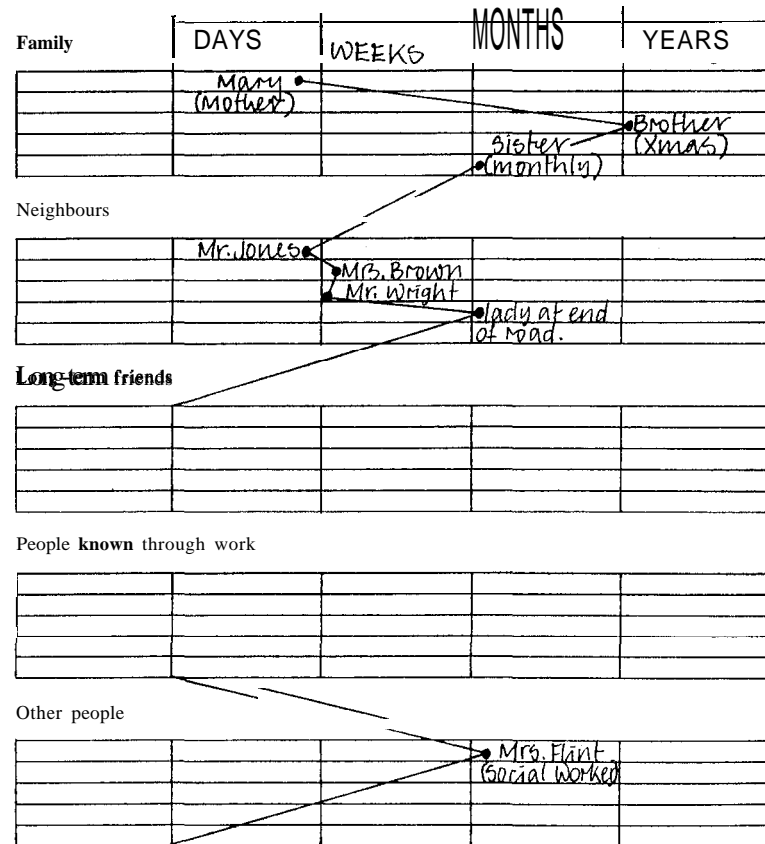 Family DAYS WEEKS MONTHS YEARS
Mary
(Mother)
Brother
(Xmas)
Sister
(monthly)
Neighbours
Mr. Jones
Mrs. Brown
Mr. Wright
lady at end
of road.
Long-term friends
People known through work
Other people
Mrs. Flint
(Social Worker)